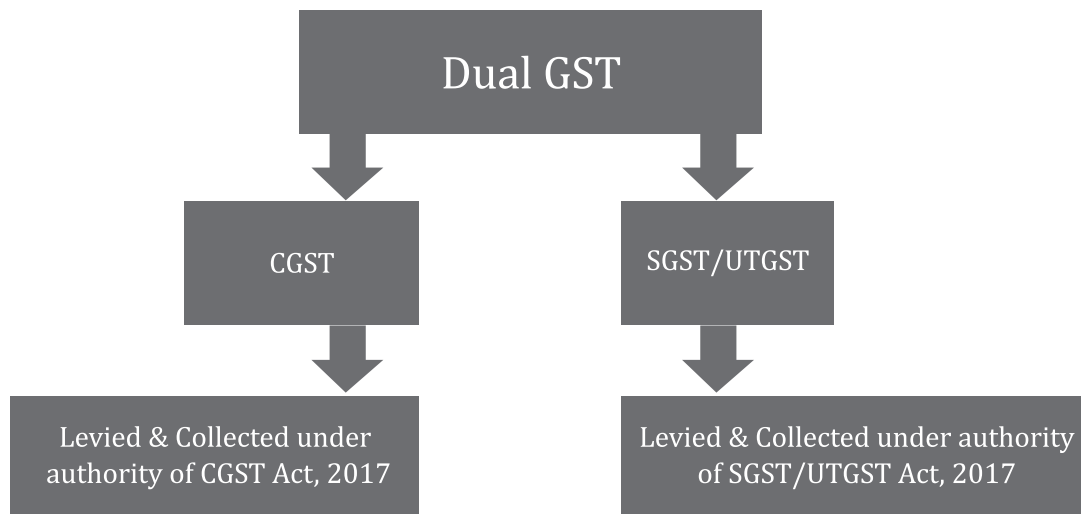 Dual GST
CGST
SGST/UTGST
Levied & Collected under
authority of CGST Act, 2017
Levied & Collected under authority
of SGST/UTGST Act, 2017